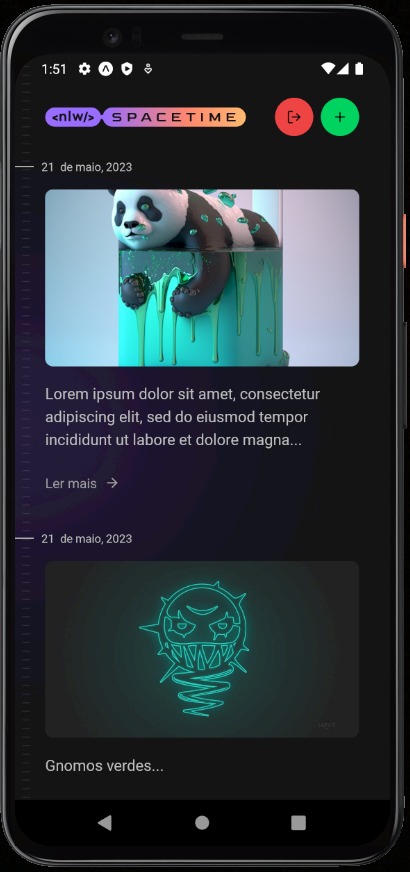 1:51
<nlw/> SPACETIME
21 de maio, 2023
Lorem ipsum dolor sit amet, consectetur
adipiscing elit, sed do eiusmod tempor
incididunt ut labore et dolore magna...
Ler mais
21 de maio, 2023
Gnomos verdes...